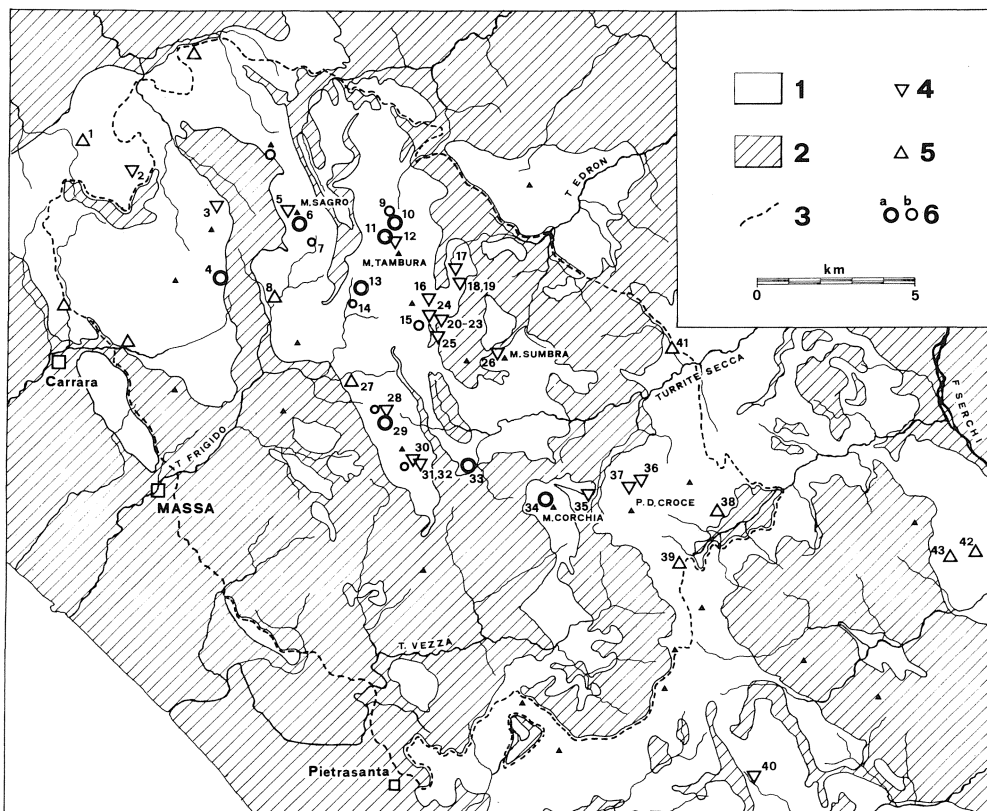 1 4
2 5
3 a b 6
km
0 5
1
2
3
4
5
M. SAGRO
6
7
8
9
10
11
12
M. TAMBURA
13
14
T. EDRON
17
18,19
16
24
15
20-23
25
26
M. SUMBRA
41
TURRITE SECCA
F. SERCHI
Carrara
27
28
29
T. FRIGIDO
MASSA
30
31,32
33
34
M. CORCHIA
35
37
36
P. D. CROCE
38
39
43
42
T. VEZZA
Pietrasanta
40